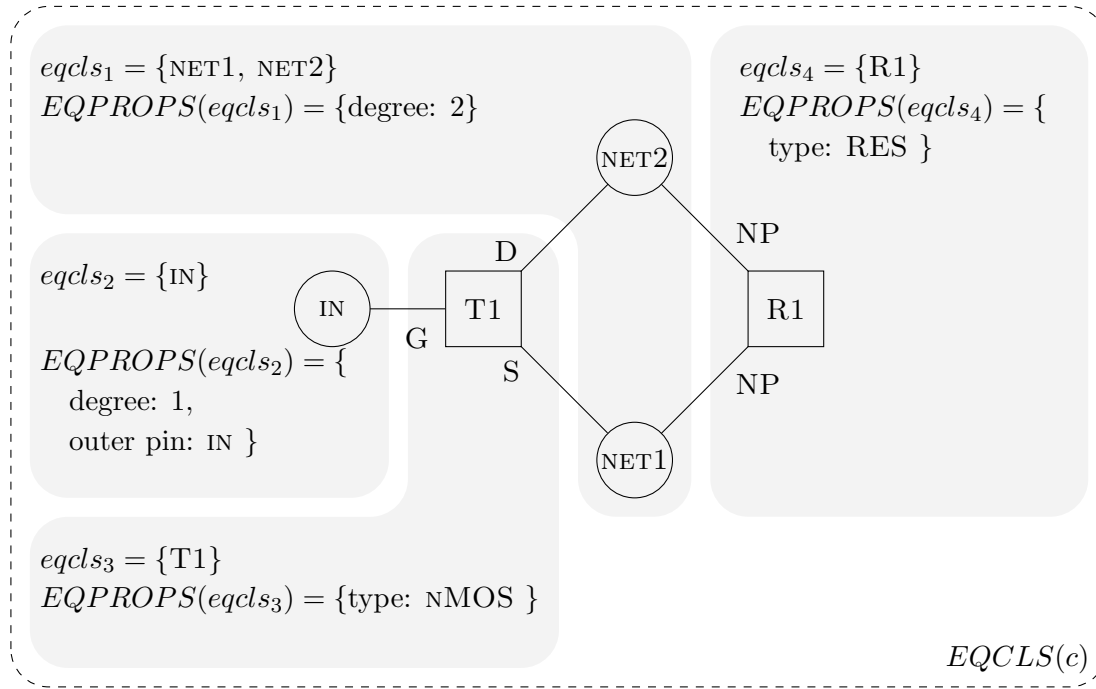 eqcls₁ = {NET1, NET2}
EQPROPS(eqcls₁) = {degree: 2}
eqcls₄ = {R1}
EQPROPS(eqcls₄) = {
type: RES }
NET2
D
NP
eqcls₂ = {IN}
IN
T1
R1
G
EQPROPS(eqcls₂) = {
degree: 1,
outer pin: IN }
S
NP
NET1
eqcls₃ = {T1}
EQPROPS(eqcls₃) = {type: NMOS }
EQCLS(c)